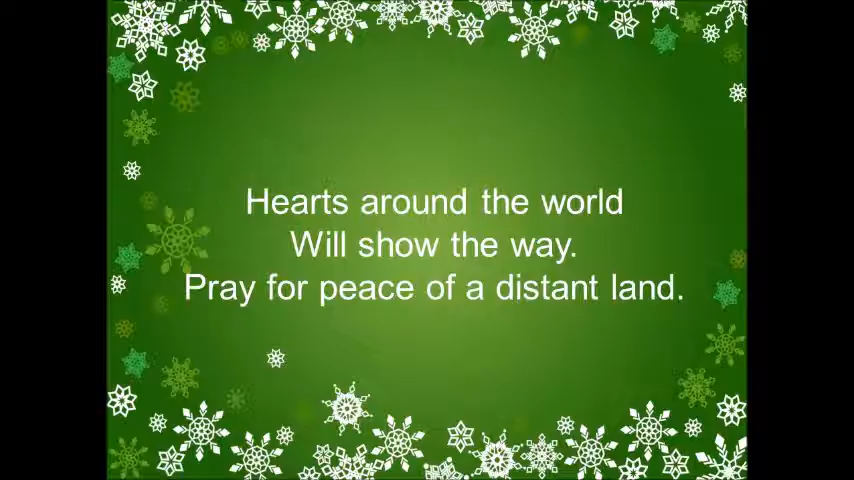 Hearts around the world
Will show the way.
Pray for peace of a distant land.